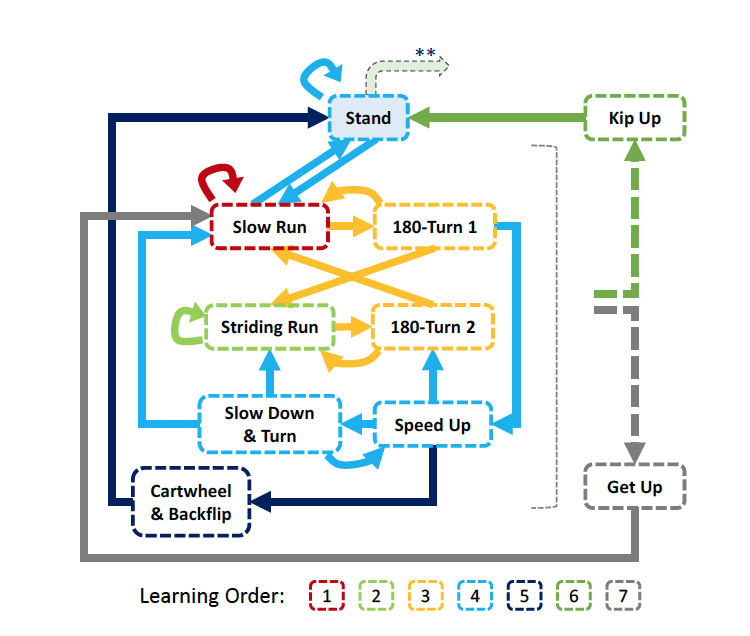 **
Stand
Kip Up
Slow Run
180-Turn 1
Striding Run
180-Turn 2
Slow Down
& Turn
Speed Up
Cartwheel
& Backflip
Get Up
Learning Order: 1 2 3 4 5 6 7